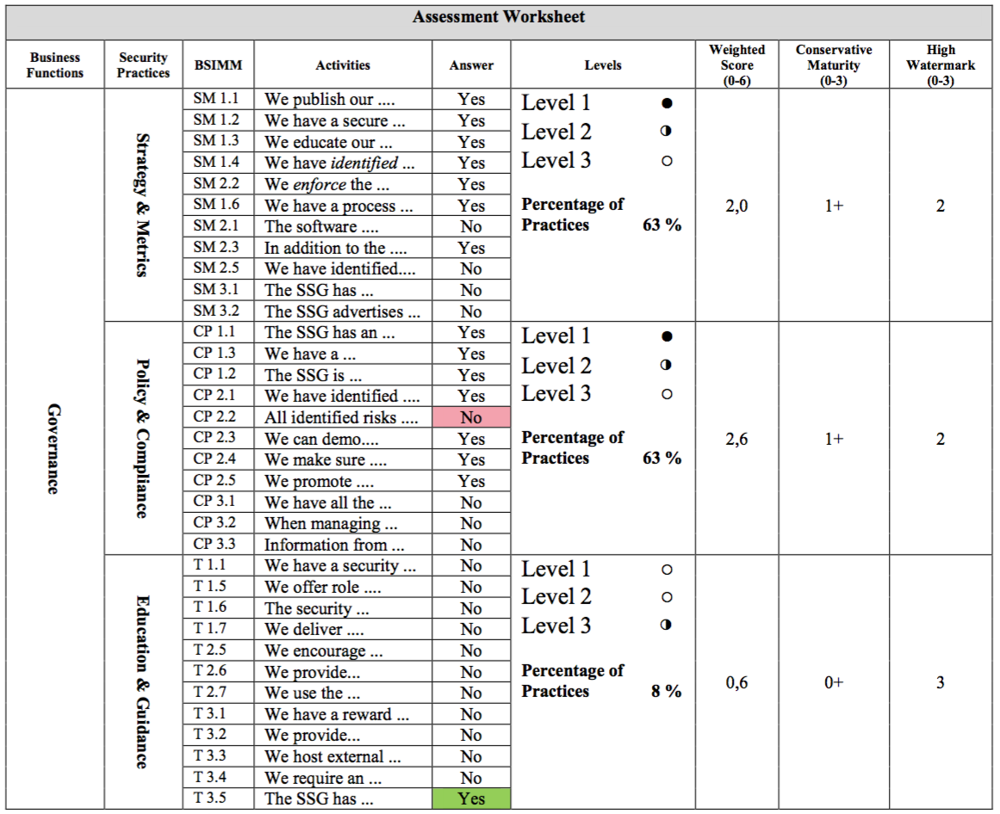 Assessment Worksheet
Business Functions | Security Practices | BSIMM | Activities | Answer | Levels | Weighted Score (0-6) | Conservative Maturity (0-3) | High Watermark (0-3)
Governance
Strategy & Metrics
SM 1.1 We publish our .... Yes
SM 1.2 We have a secure ... Yes
SM 1.3 We educate our ... Yes
SM 1.4 We have identified ... Yes
SM 2.2 We enforce the ... Yes
SM 1.6 We have a process ... Yes
SM 2.1 The software .... No
SM 2.3 In addition to the .... Yes
SM 2.5 We have identified.... No
SM 3.1 The SSG has ... No
SM 3.2 The SSG advertises ... No
Level 1 ●
Level 2 ◑
Level 3 ○
Percentage of
Practices 63 %
2,0 1+ 2
Policy & Compliance
CP 1.1 The SSG has an ... Yes
CP 1.3 We have a ... Yes
CP 1.2 The SSG is ... Yes
CP 2.1 We have identified .... Yes
CP 2.2 All identified risks .... No
CP 2.3 We can demo.... Yes
CP 2.4 We make sure .... Yes
CP 2.5 We promote .... Yes
CP 3.1 We have all the ... No
CP 3.2 When managing ... No
CP 3.3 Information from ... No
Level 1 ●
Level 2 ◑
Level 3 ○
Percentage of
Practices 63 %
2,6 1+ 2
Education & Guidance
T 1.1 We have a security ... No
T 1.5 We offer role .... No
T 1.6 The security ... No
T 1.7 We deliver .... No
T 2.5 We encourage ... No
T 2.6 We provide... No
T 2.7 We use the ... No
T 3.1 We have a reward ... No
T 3.2 We provide... No
T 3.3 We host external ... No
T 3.4 We require an ... No
T 3.5 The SSG has ... Yes
Level 1 ○
Level 2 ○
Level 3 ◑
Percentage of
Practices 8 %
0,6 0+ 3